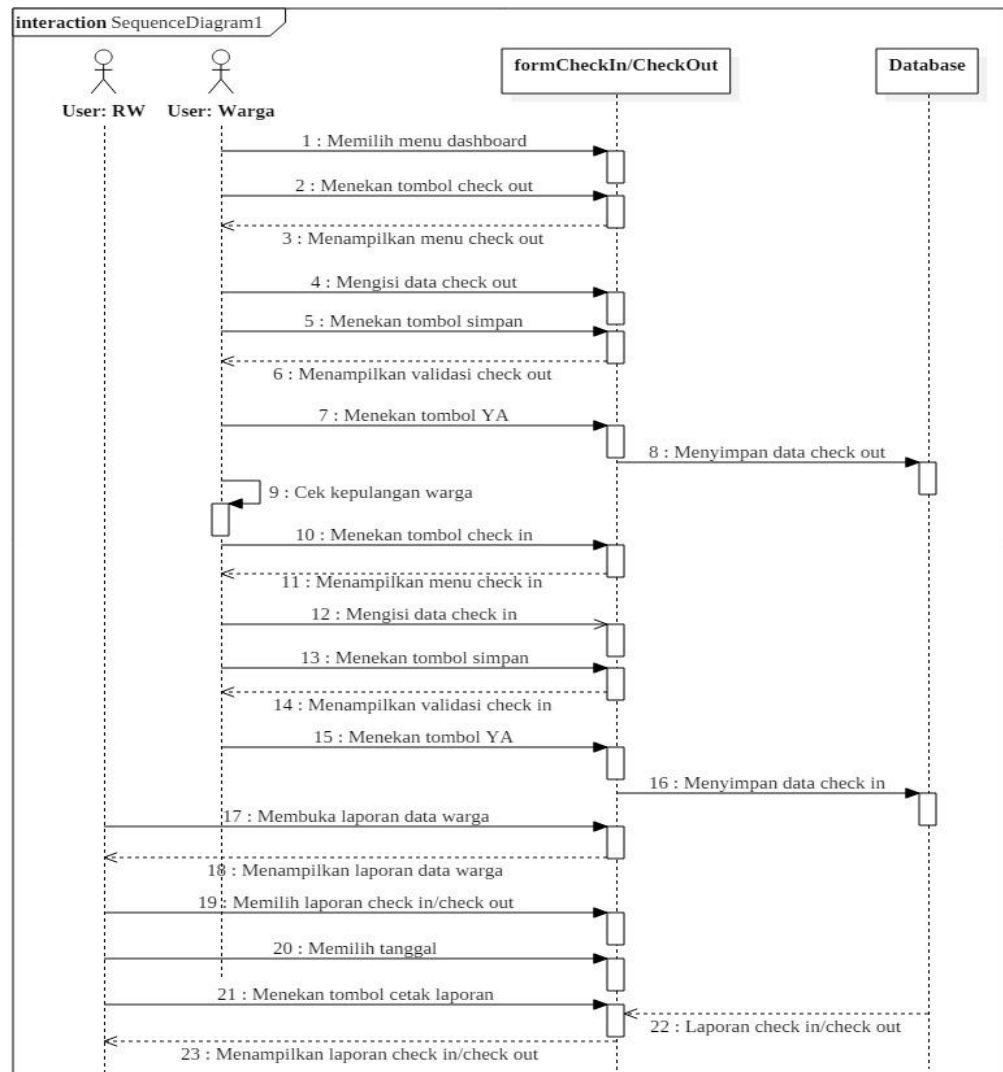 interaction SequenceDiagram1
User: RW
User: Warga
formCheckIn/CheckOut
Database
1 : Memilih menu dashboard
2 : Menekan tombol check out
3 : Menampilkan menu check out
4 : Mengisi data check out
5 : Menekan tombol simpan
6 : Menampilkan validasi check out
7 : Menekan tombol YA
8 : Menyimpan data check out
9 : Cek kepulangan warga
10 : Menekan tombol check in
11 : Menampilkan menu check in
12 : Mengisi data check in
13 : Menekan tombol simpan
14 : Menampilkan validasi check in
15 : Menekan tombol YA
16 : Menyimpan data check in
17 : Membuka laporan data warga
18 : Menampilkan laporan data warga
19 : Memilih laporan check in/check out
20 : Memilih tanggal
21 : Menekan tombol cetak laporan
22 : Laporan check in/check out
23 : Menampilkan laporan check in/check out